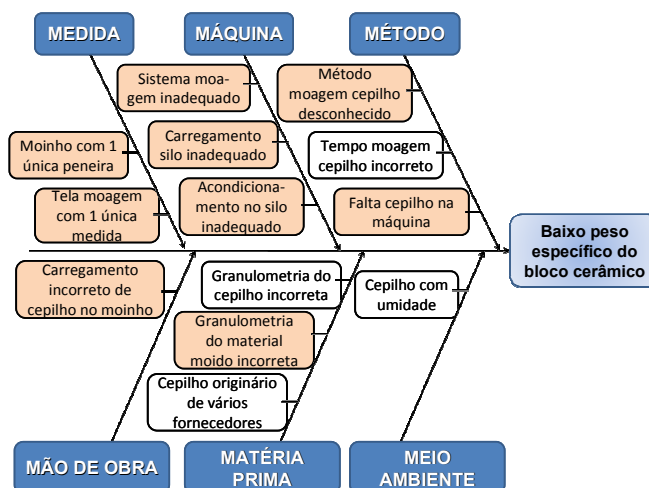 MEDIDA
MÁQUINA
MÉTODO
Sistema moa-
gem inadequado
Método
moagem cepilho
desconhecido
Moinho com 1
única peneira
Carregamento
silo inadequado
Tempo moagem
cepilho incorreto
Tela moagem
com 1 única
medida
Acondiciona-
mento no silo
inadequado
Falta cepilho na
máquina
Baixo peso
específico do
bloco cerâmico
Carregamento
incorreto de
cepilho no moinho
Granulometria do
cepilho incorreta
Cepilho com
umidade
Granulometria
do material
moido incorreta
Cepilho originário
de vários
fornecedores
MÃO DE OBRA
MATÉRIA
PRIMA
MEIO
AMBIENTE